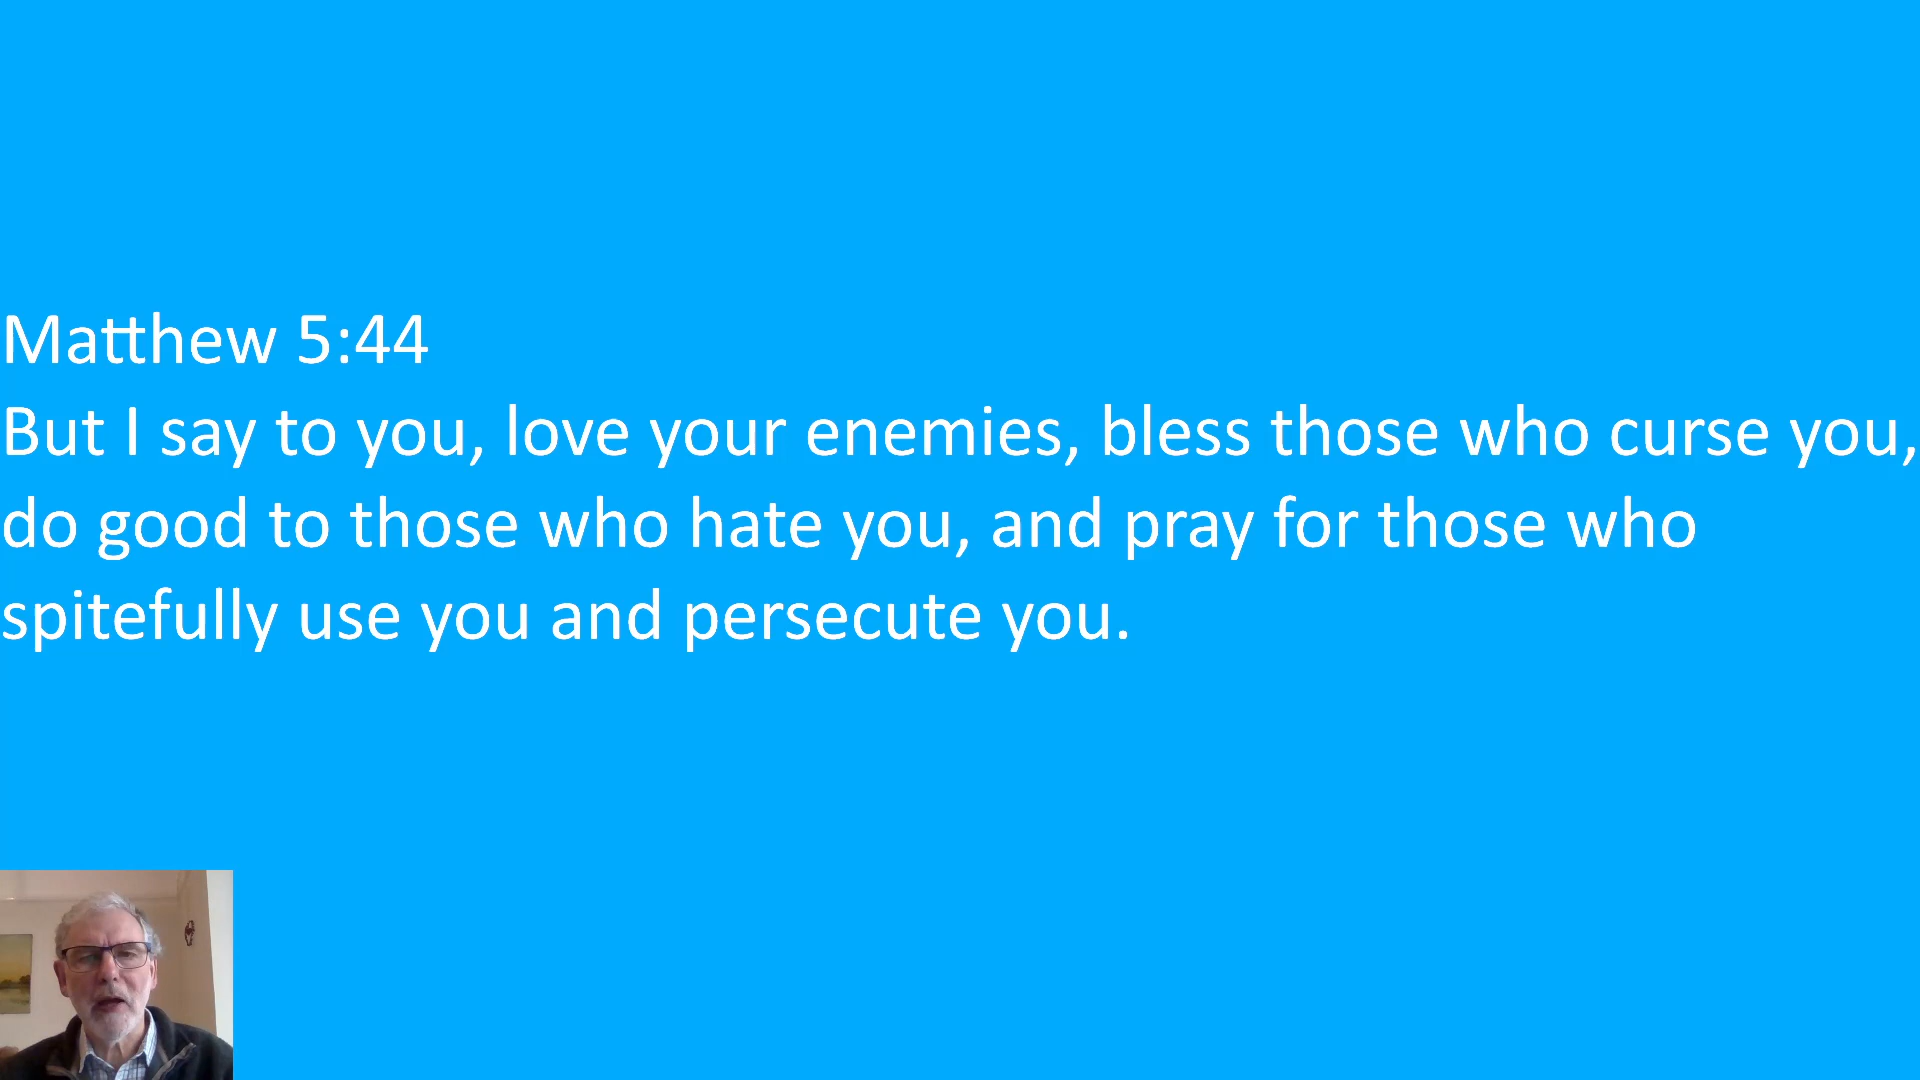 Matthew 5:44
But I say to you, love your enemies, bless those who curse you,
do good to those who hate you, and pray for those who
spitefully use you and persecute you.